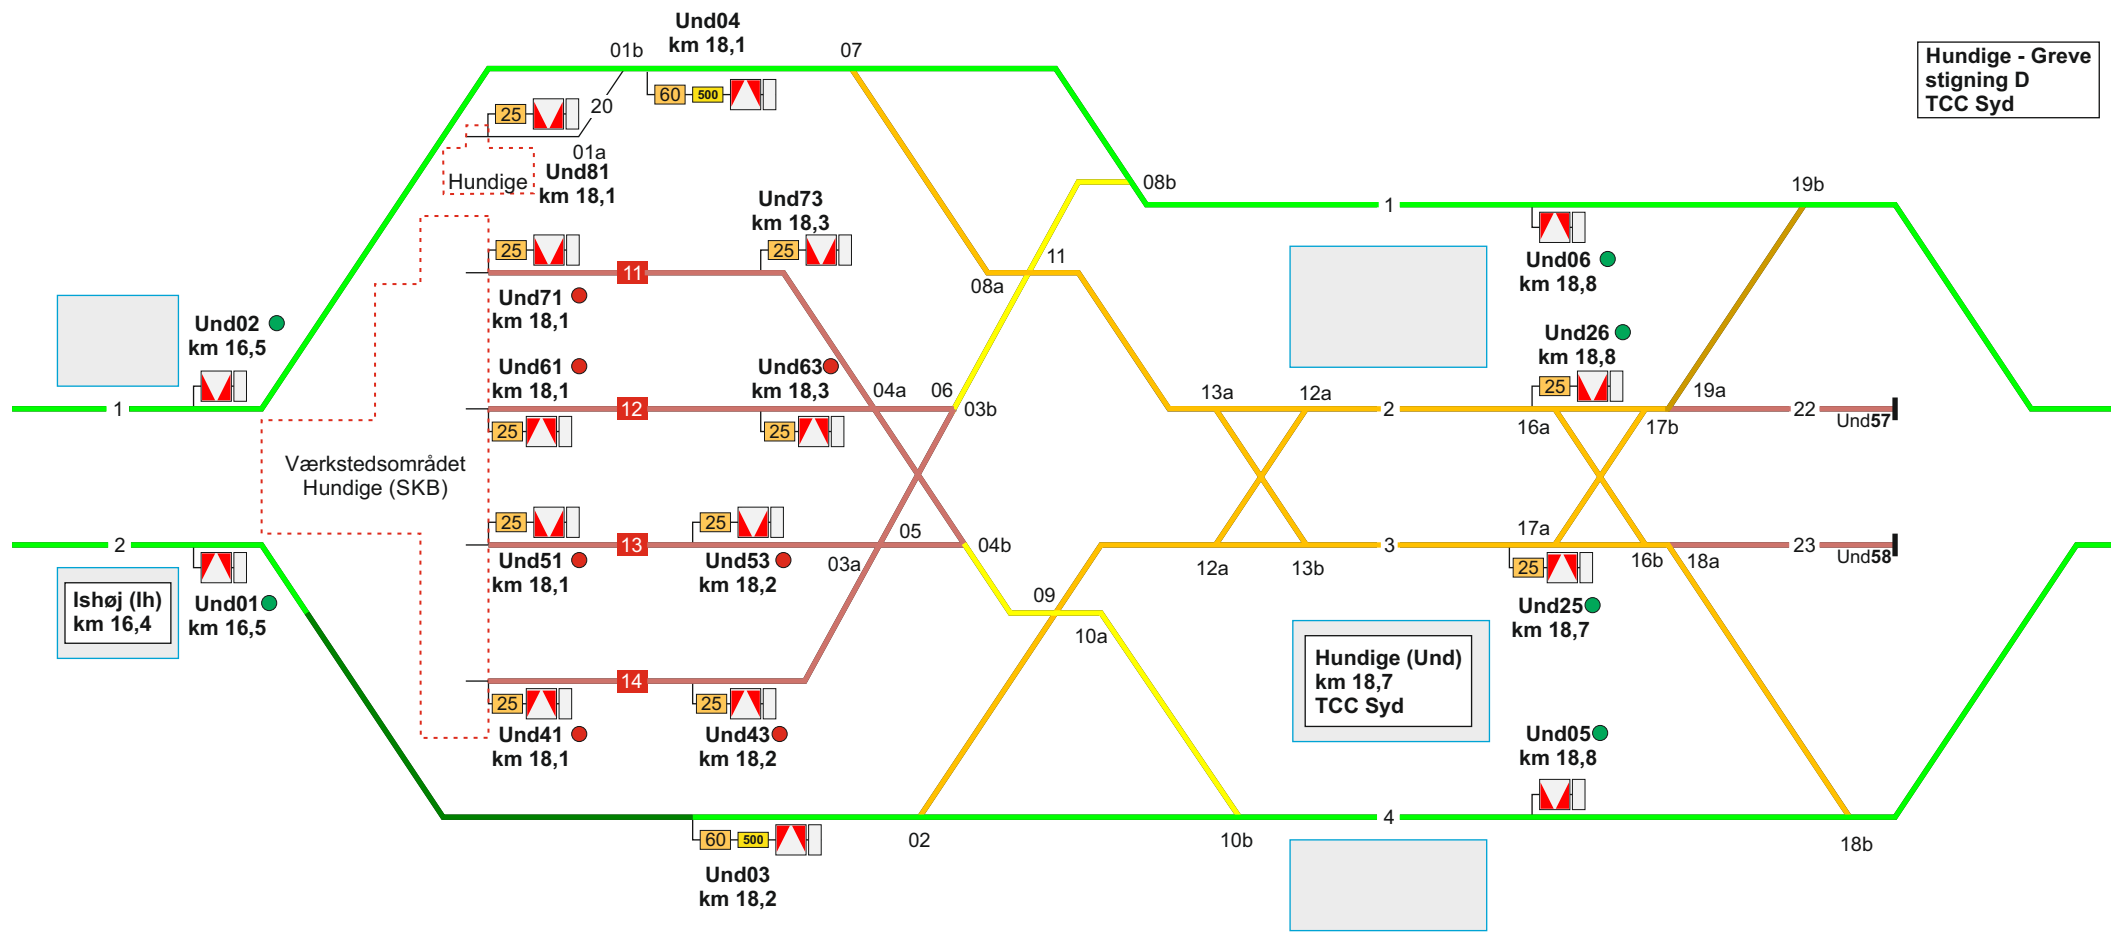 Und04
km 18,1
01b
07
60
500
Hundige - Greve
stigning D
TCC Syd
25
20
01a
Und81
km 18,1
Hundige
08b
19b
Und73
km 18,3
25
1
25
11
11
08a
Und71
km 18,1
Und06
km 18,8
Und02
km 16,5
Und26
km 18,8
Und61
km 18,1
Und63
km 18,3
04a
06
13a
12a
25
19a
1
12
03b
2
22
Und57
25
25
16a
17b
Værkstedsområdet
Hundige (SKB)
25
25
05
17a
2
13
04b
3
23
Und58
Und51
km 18,1
Und53
km 18,2
03a
12a
13b
16b
18a
25
Ishøj (Ih)
km 16,4
Und01
km 16,5
09
10a
Und25
km 18,7
Hundige (Und)
km 18,7
TCC Syd
14
25
25
Und41
km 18,1
Und43
km 18,2
Und05
km 18,8
4
60
500
02
10b
18b
Und03
km 18,2